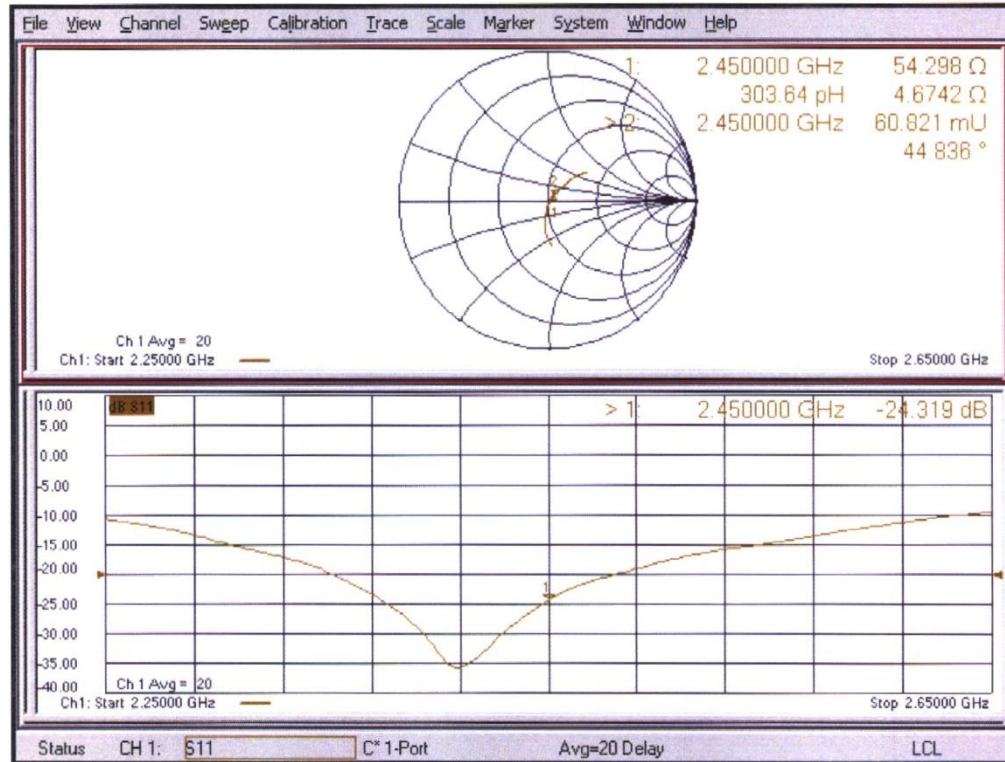 File View Channel Sweep Calibration Trace Scale Marker System Window Help
1: 2.450000 GHz 54.298 Ω
303.64 pH 4.6742 Ω
> 2: 2.450000 GHz 60.821 mU
44.836 °
2
1
Ch 1 Avg = 20
Ch1: Start 2.25000 GHz Stop 2.65000 GHz
10.00 dB S11 > 1: 2.450000 GHz -24.319 dB
5.00
0.00
-5.00
-10.00
-15.00
-20.00
1
-25.00
-30.00
-35.00
-40.00 Ch 1 Avg = 20
Ch1: Start 2.25000 GHz Stop 2.65000 GHz
Status CH 1: S11 C* 1-Port Avg=20 Delay LCL